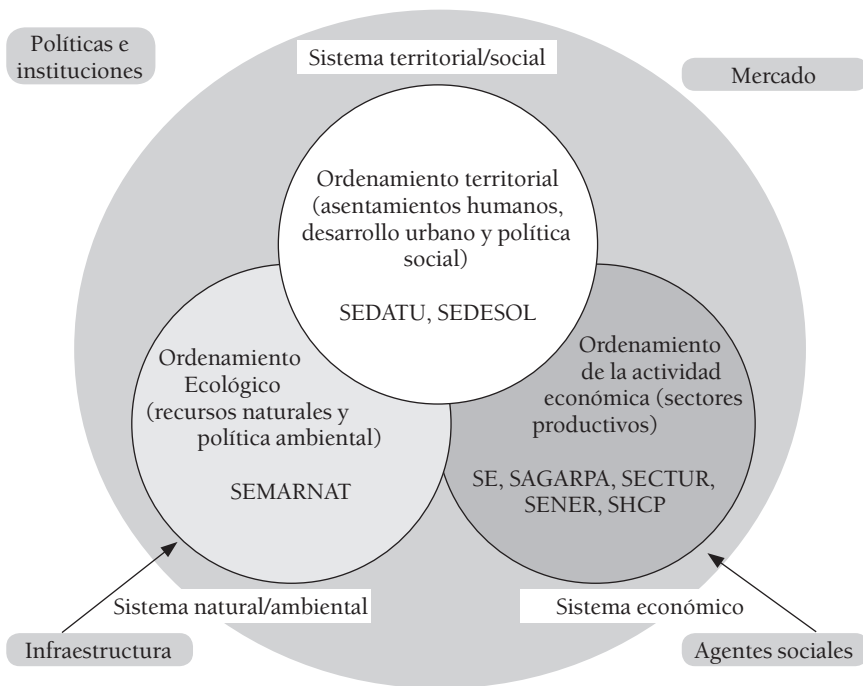 Políticas e
instituciones
Sistema territorial/social
Mercado
Ordenamiento territorial
(asentamientos humanos,
desarrollo urbano y política
social)
SEDATU, SEDESOL
Ordenamiento
Ecológico
(recursos naturales y
política ambiental)
SEMARNAT
Ordenamiento
de la actividad
económica (sectores
productivos)
SE, SAGARPA, SECTUR,
SENER, SHCP
Sistema natural/ambiental
Sistema económico
Infraestructura
Agentes sociales